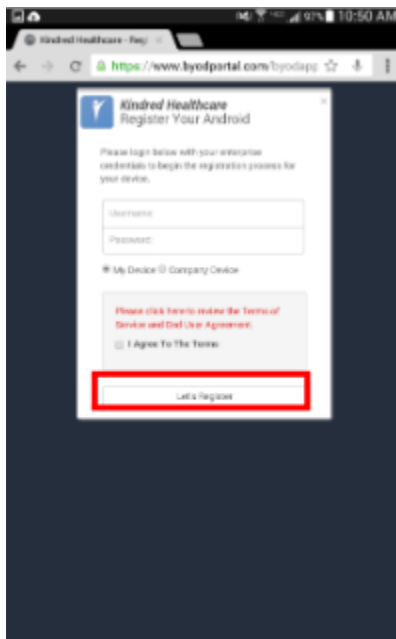 97% 10:50 AM
Kindred Healthcare - Regi
https://www.byodportal.com/byodapp
Kindred Healthcare
Register Your Android
Please login below with your enterprise
credentials to begin the registration process for
your device.
Username
Password
My Device Company Device
Please click here to review the Terms of
Service and End User Agreement.
I Agree To The Terms
Let's Register